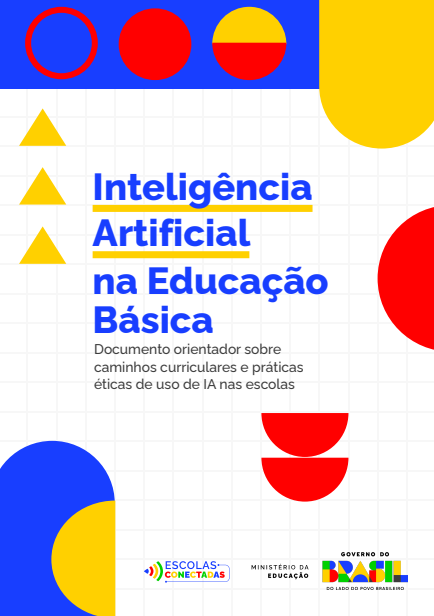 Inteligência
Artificial
na Educação
Básica
Documento orientador sobre
caminhos curriculares e práticas
éticas de uso de IA nas escolas
ESCOLAS
CONECTADAS
MINISTÉRIO DA
EDUCAÇÃO
GOVERNO DO
BRASIL
DO LADO DO POVO BRASILEIRO